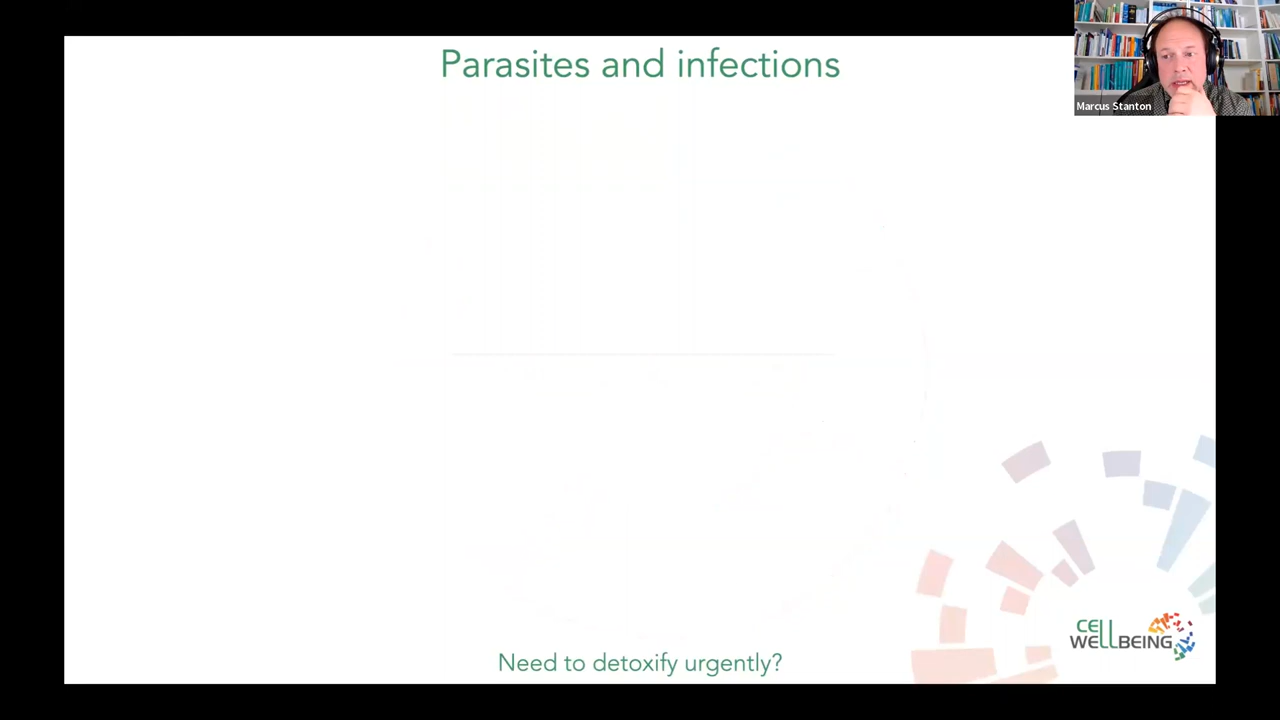 Parasites and infections
Marcus Stanton
Need to detoxify urgently?
CELL
WELLBEING